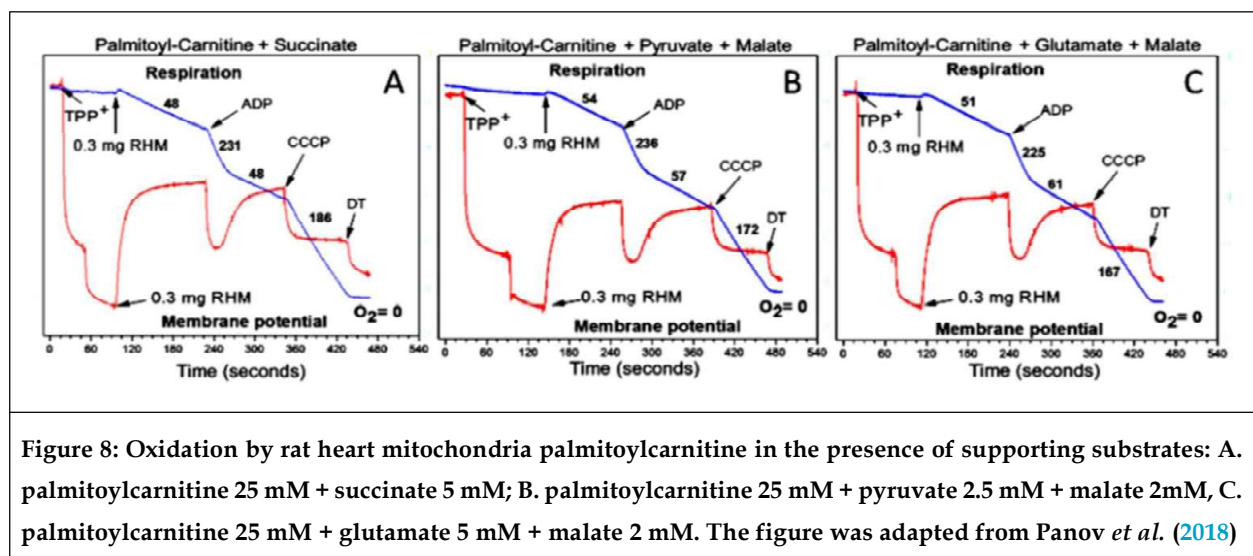 Palmitoyl-Carnitine + Succinate
Respiration
A
48
ADP
TPP+
0.3 mg RHM
231
CCCP
48
186
DT
0.3 mg RHM
O2= 0
Membrane potential
0 60 120 180 240 300 360 420 480 540
Time (seconds)
Palmitoyl-Carnitine + Pyruvate + Malate
Respiration
B
54
ADP
TPP+
0.3 mg RHM
236
CCCP
57
172
DT
0.3 mg RHM
O2= 0
Membrane potential
0 60 120 180 240 300 360 420 480 540
Time (seconds)
Palmitoyl-Carnitine + Glutamate + Malate
Respiration
C
51
ADP
TPP+
0.3 mg RHM
225
CCCP
61
DT
167
0.3 mg RHM
O2= 0
Membrane potential
0 60 120 180 240 300 360 420 480 540
Time (seconds)
Figure 8: Oxidation by rat heart mitochondria palmitoylcarnitine in the presence of supporting substrates: A.
palmitoylcarnitine 25 mM + succinate 5 mM; B. palmitoylcarnitine 25 mM + pyruvate 2.5 mM + malate 2mM, C.
palmitoylcarnitine 25 mM + glutamate 5 mM + malate 2 mM. The figure was adapted from Panov et al. (2018)